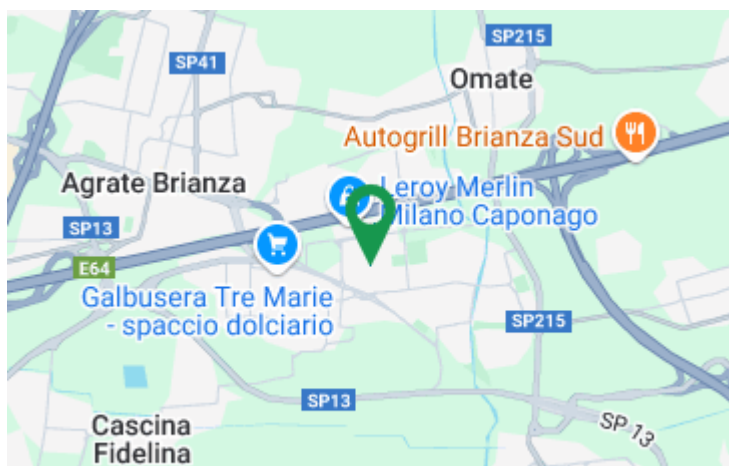 SP215
SP41
Omate
Autogrill Brianza Sud
Agrate Brianza
Leroy Merlin
Milano Caponago
SP13
E64
Galbusera Tre Marie
- spaccio dolciario
SP215
SP13
SP 13
Cascina
Fidelina